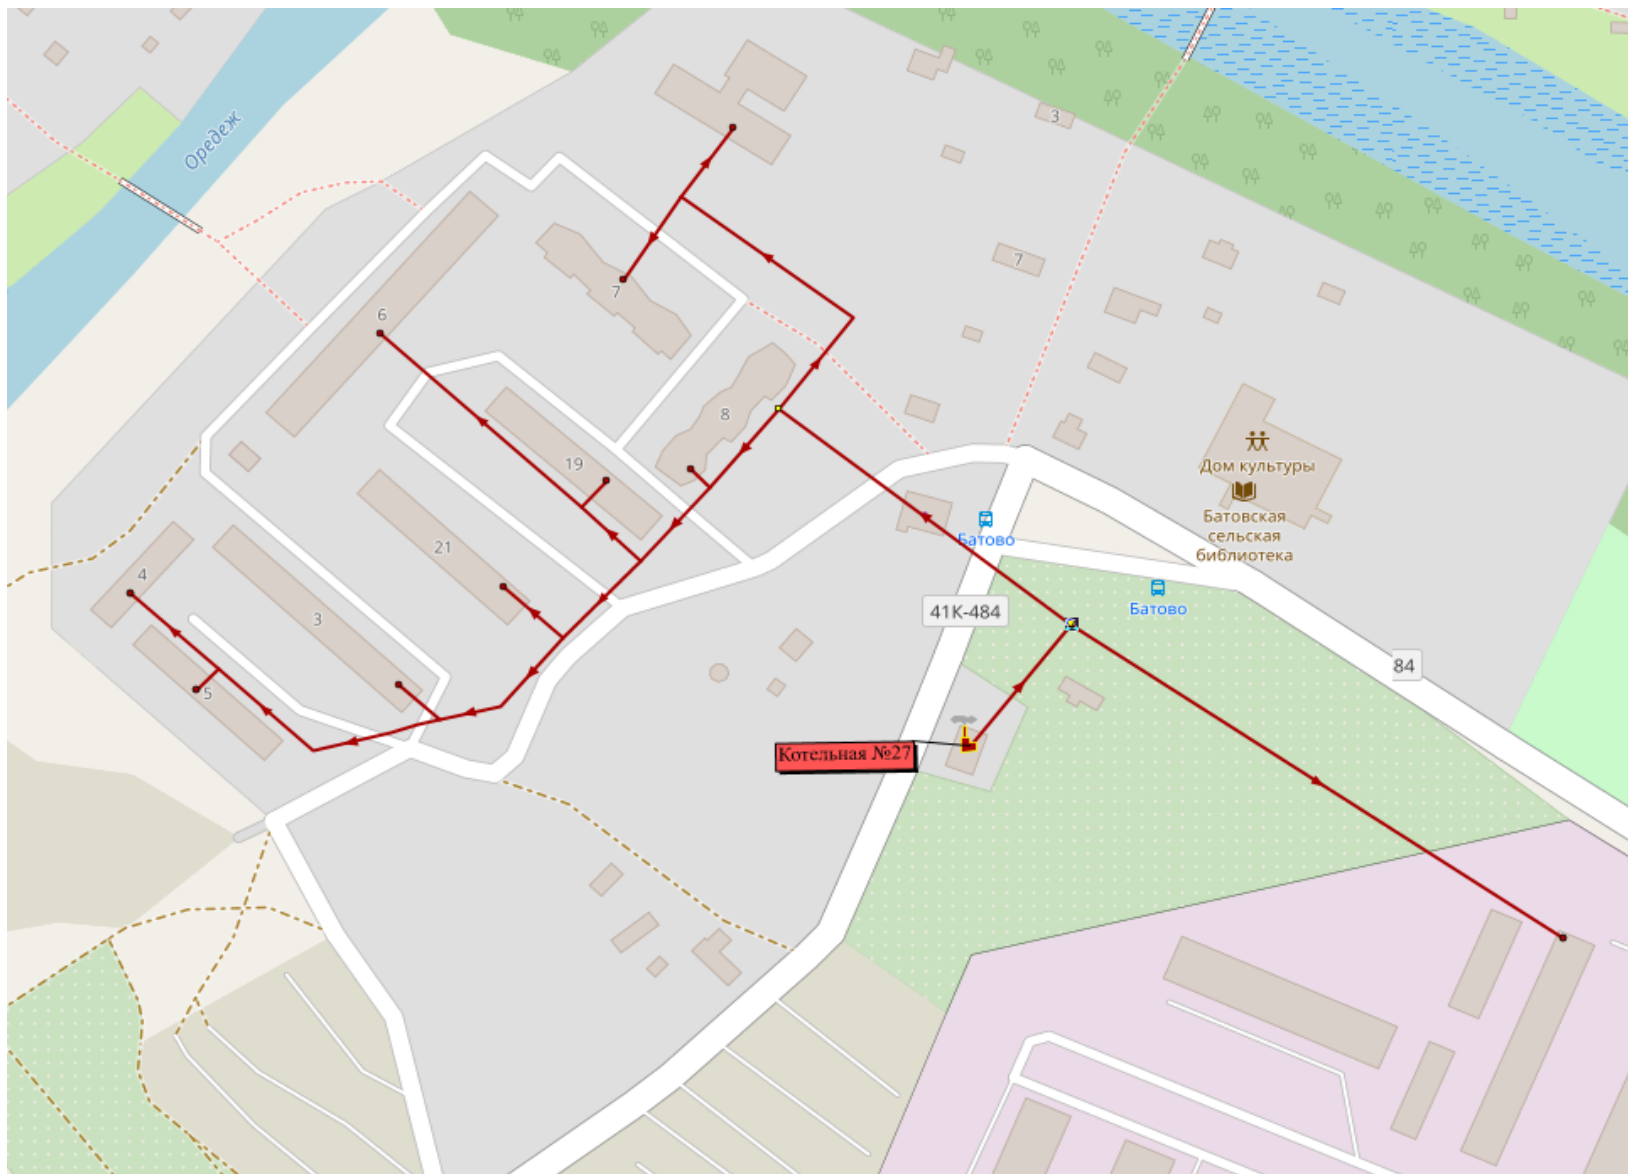 Оредеж
3
7
7
6
8
19
21
4
3
5
Дом культуры
Батовская
сельская
библиотека
Батово
Батово
41К-484
84
Котельная №27